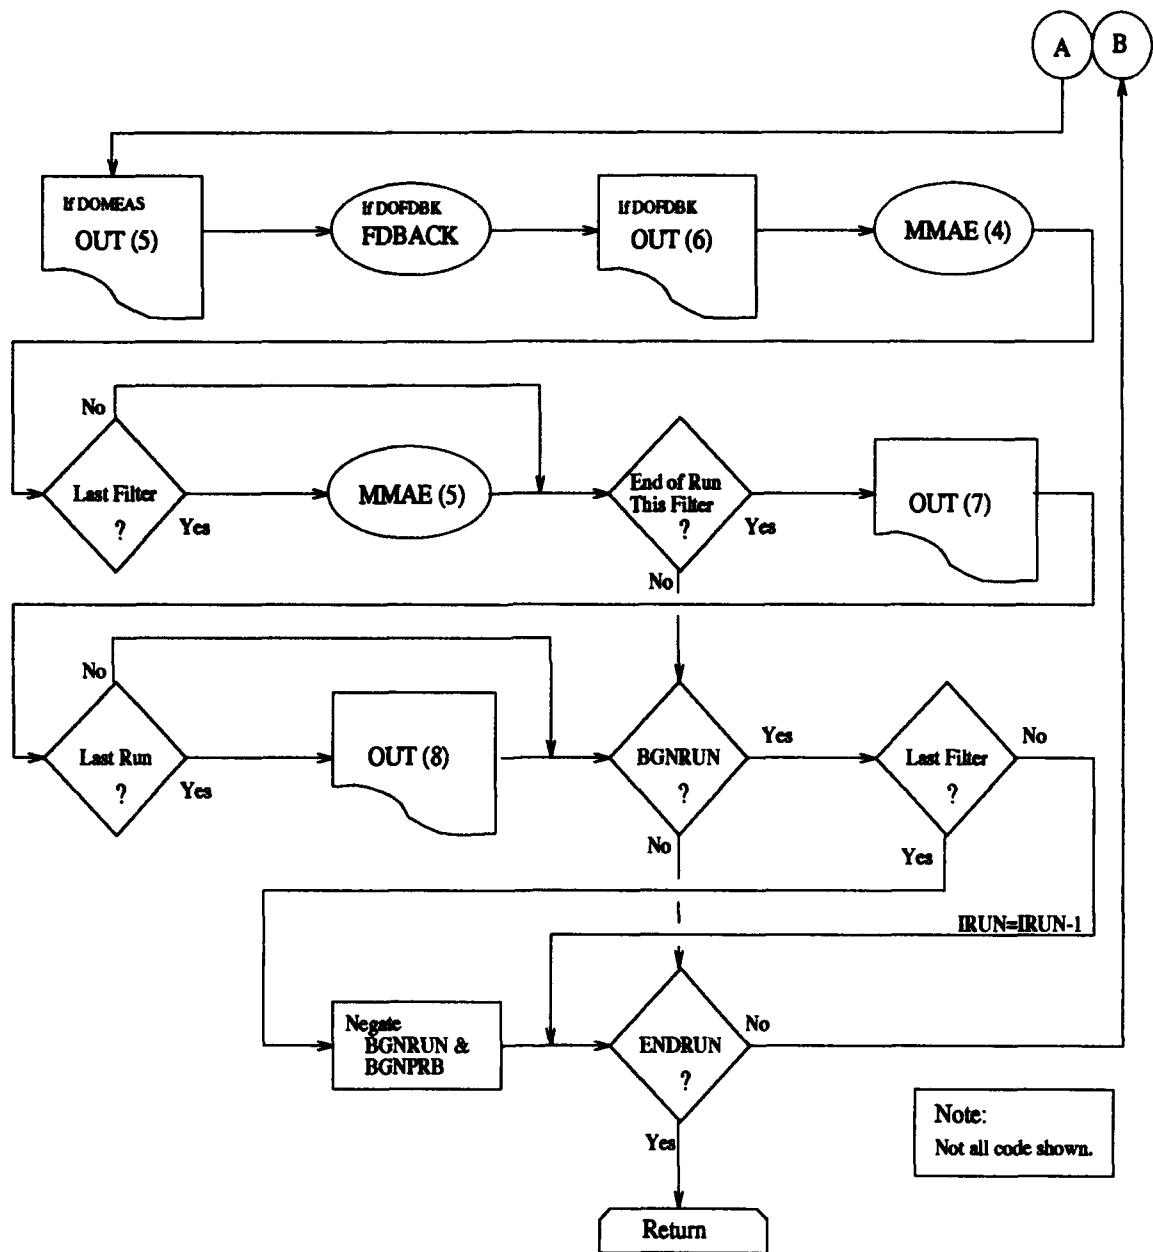 A
B
If DOMEAS
OUT (5)
If DOFDBK
FDBACK
If DOFDBK
OUT (6)
MMAE (4)
No
Last Filter
?
Yes
MMAE (5)
End of Run
This Filter
?
Yes
No
OUT (7)
No
Last Run
?
Yes
OUT (8)
BGNRUN
?
Yes
No
Last Filter
?
No
Yes
IRUN=IRUN-1
Negate
BGNRUN &
BGNPRB
ENDRUN
?
No
Yes
Note:
Not all code shown.
Return